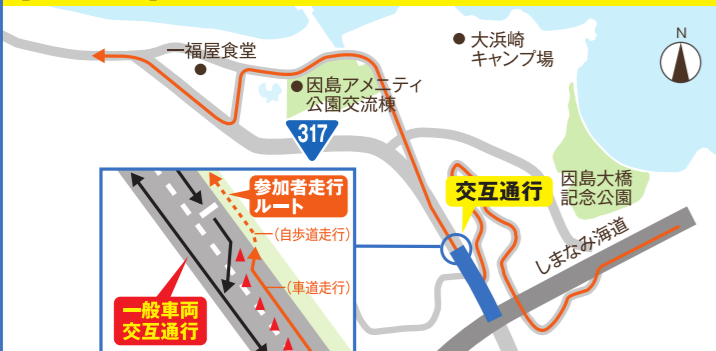 一福屋食堂
大浜崎
キャンプ場
N
因島アメニティ
公園交流棟
317
参加者走行
ルート
交互通行
因島大橋
記念公園
(自歩道走行)
しまなみ海道
(車道走行)
一般車両
交互通行